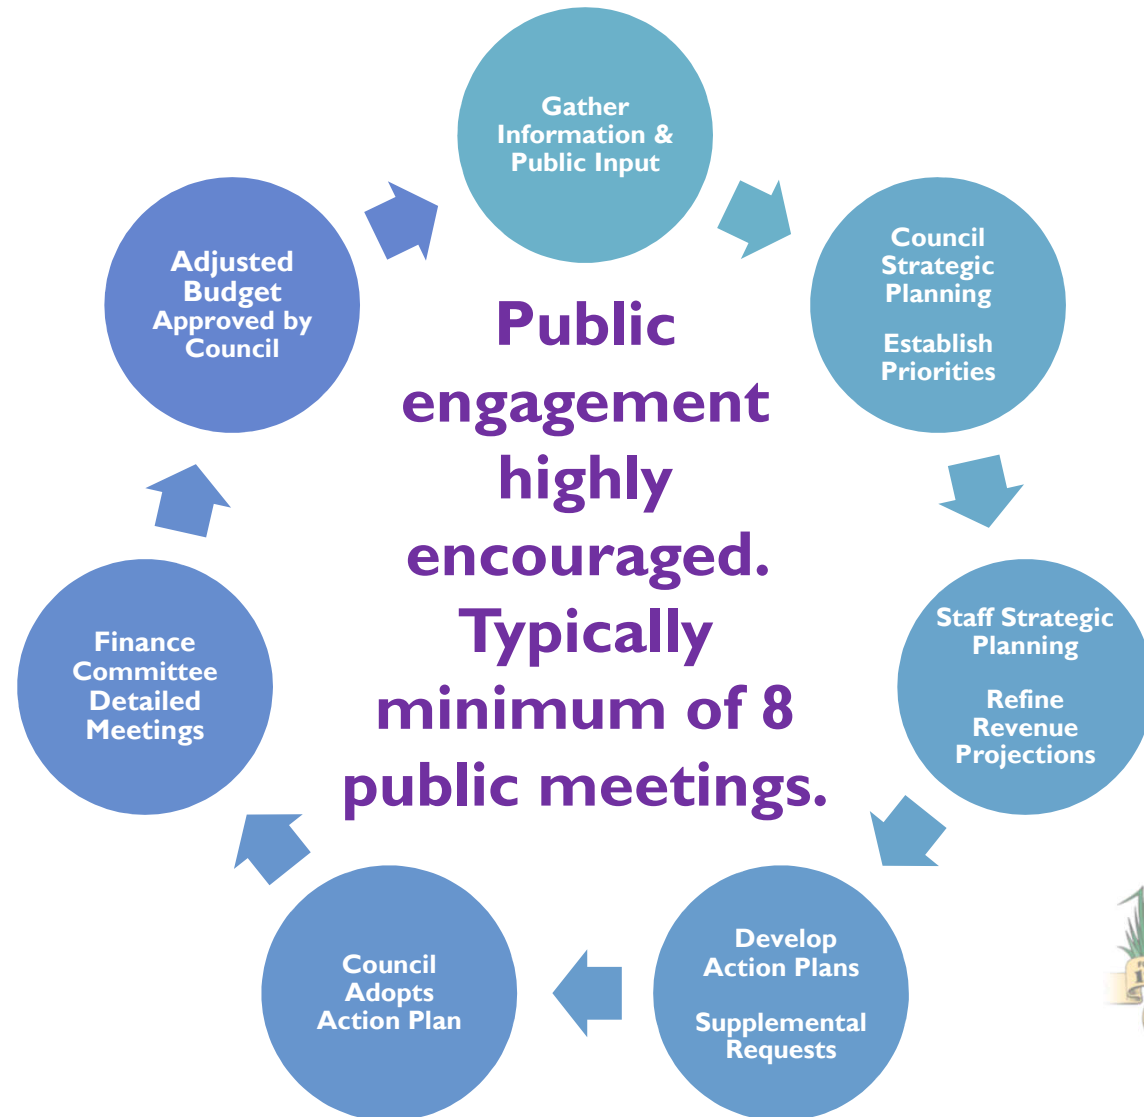 Gather
Information &
Public Input
Council
Strategic
Planning
Establish
Priorities
Staff Strategic
Planning
Refine
Revenue
Projections
Develop
Action Plans
Supplemental
Requests
Council
Adopts
Action Plan
Finance
Committee
Detailed
Meetings
Adjusted
Budget
Approved by
Council
Public
engagement
highly
encouraged.
Typically
minimum of 8
public meetings.